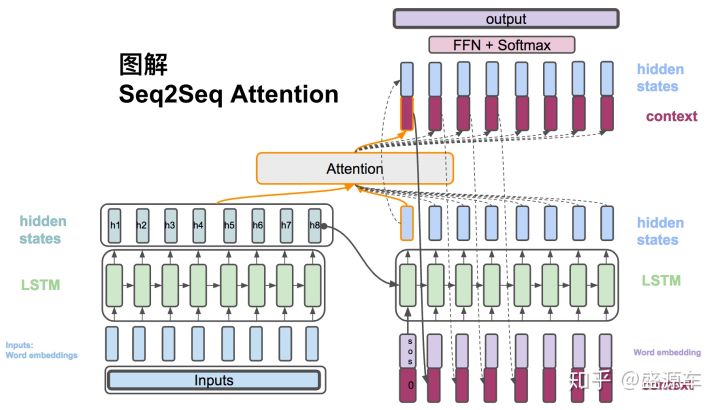 output
FFN + Softmax
图解
Seq2Seq Attention
hidden
states
context
Attention
hidden
states
h1 h2 h3 h4 h5 h6 h7 h8
hidden
states
LSTM
LSTM
Inputs:
Word embeddings
s
o
s
Word embedding
Inputs
0
context
知乎 @盛源车